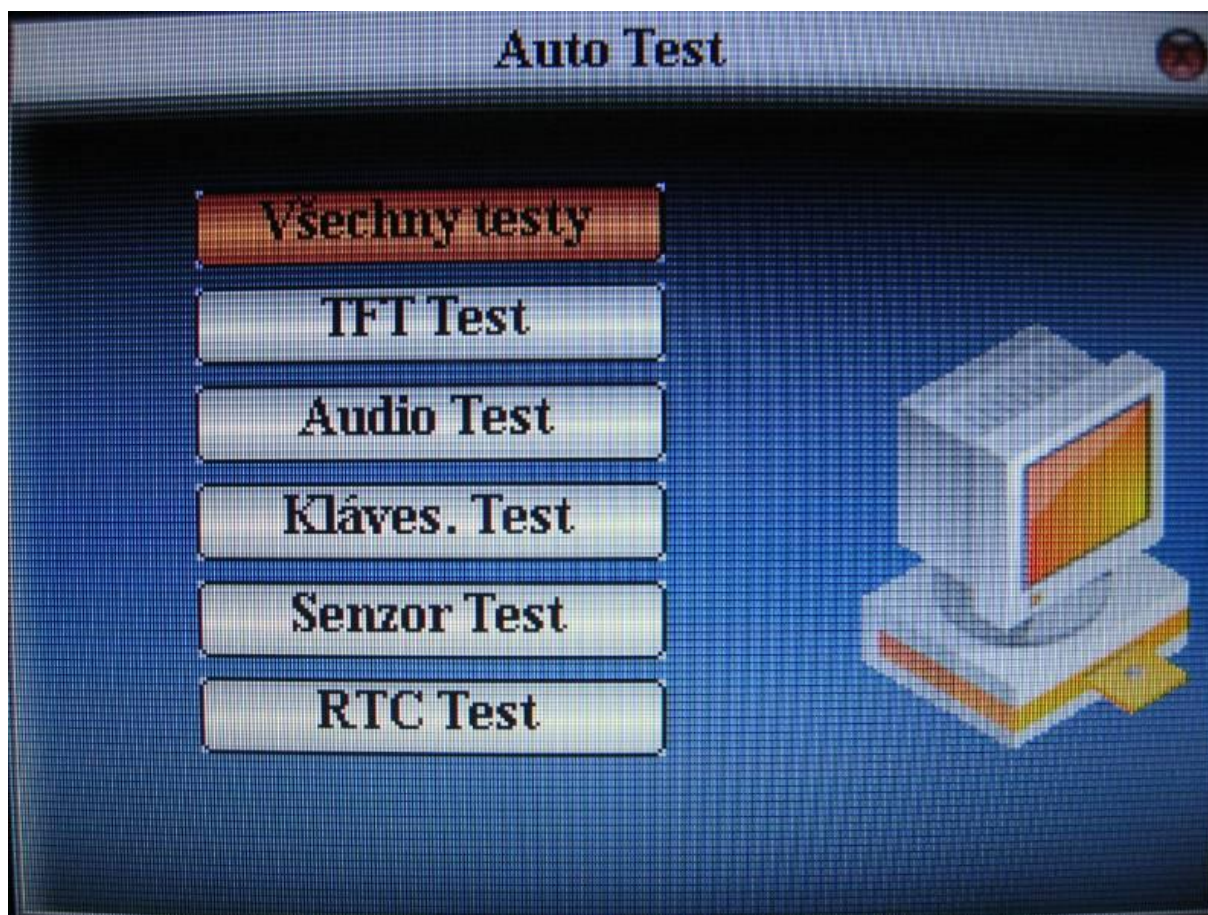 Auto Test
Všechny testy
TFT Test
Audio Test
Kláves. Test
Senzor Test
RTC Test